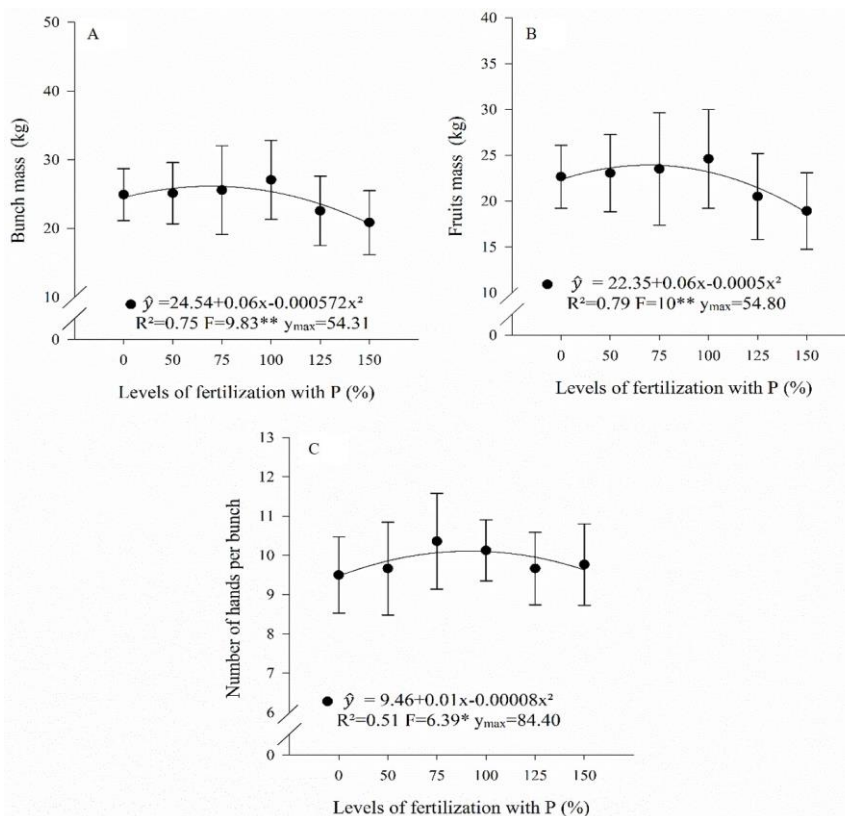 A
Bunch mass (kg)
50
40
30
20
10
0
ŷ =24.54+0.06x-0.000572x²
R²=0.75 F=9.83** yₘₐₓ=54.31
0 50 75 100 125 150
Levels of fertilization with P (%)
B
Fruits mass (kg)
40
35
30
25
20
15
10
0
ŷ = 22.35+0.06x-0.0005x²
R²=0.79 F=10** yₘₐₓ=54.80
0 50 75 100 125 150
Levels of fertilization with P (%)
C
Number of hands per bunch
13
12
11
10
9
8
7
6
0
ŷ = 9.46+0.01x-0.00008x²
R²=0.51 F=6.39* yₘₐₓ=84.40
0 50 75 100 125 150
Levels of fertilization with P (%)